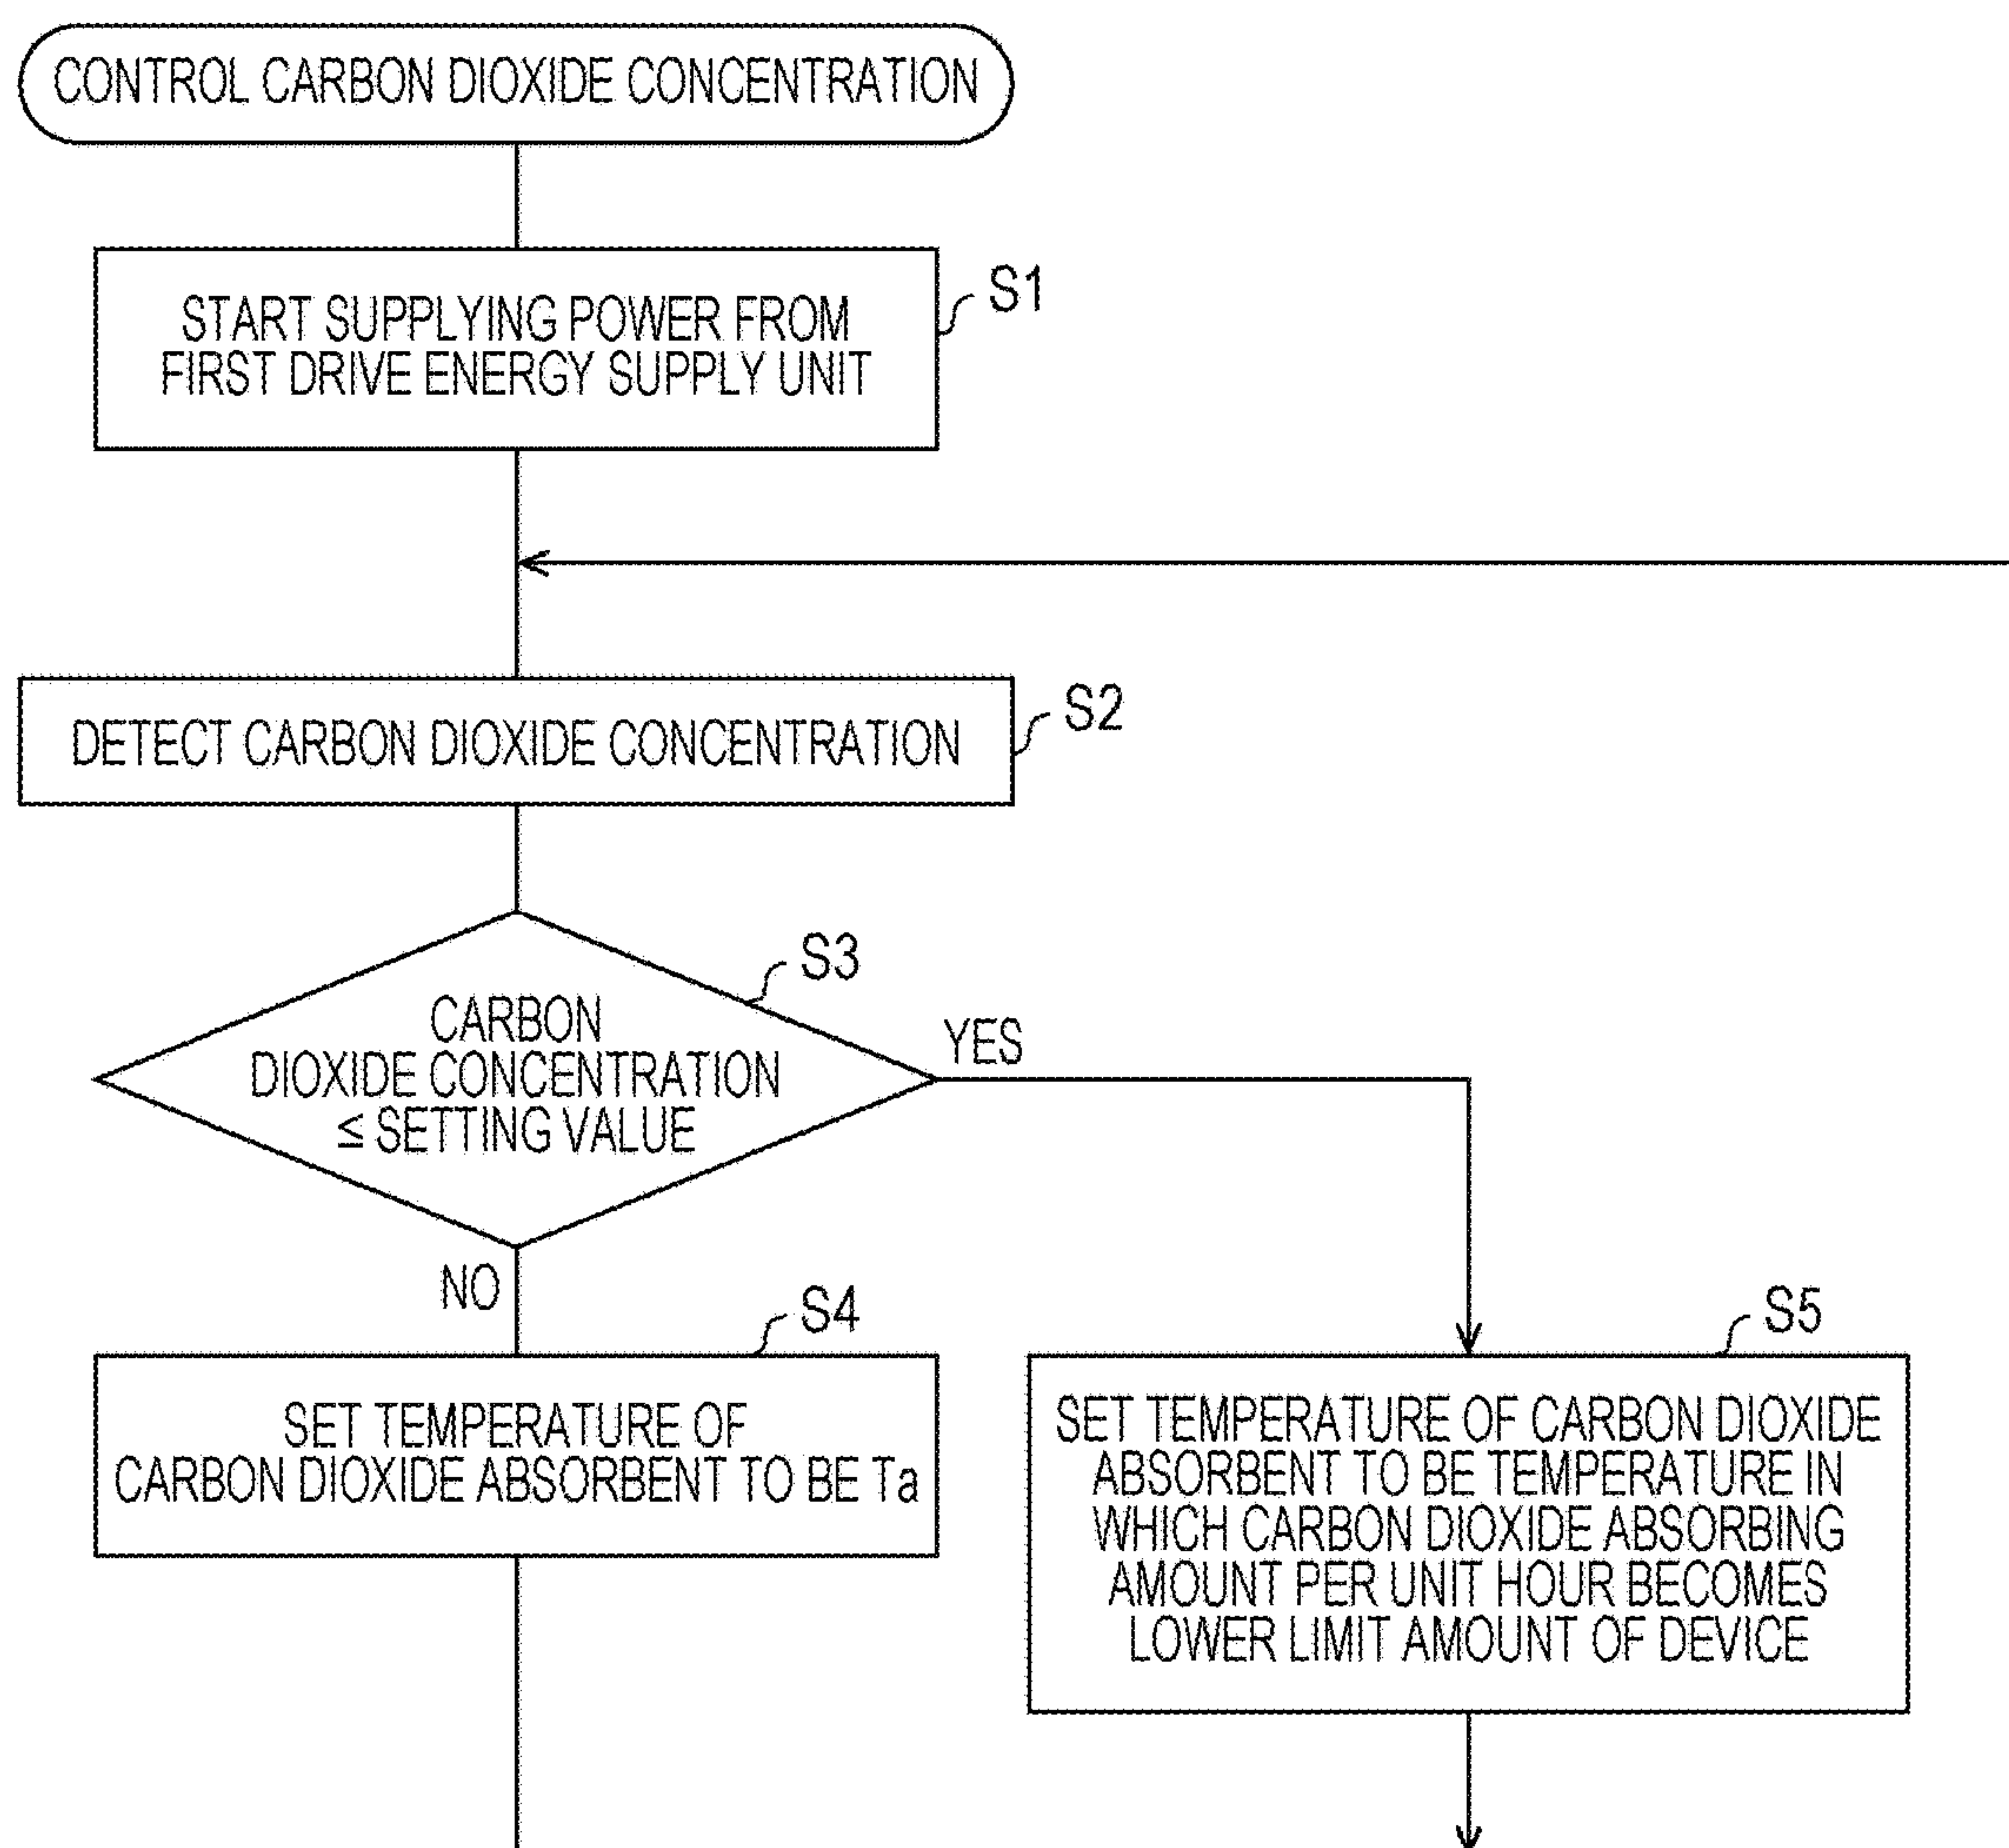 CONTROL CARBON DIOXIDE CONCENTRATION
START SUPPLYING POWER FROM
FIRST DRIVE ENERGY SUPPLY UNIT
S1
DETECT CARBON DIOXIDE CONCENTRATION
S2
S3
CARBON
DIOXIDE CONCENTRATION
≤ SETTING VALUE
YES
NO
S4
SET TEMPERATURE OF
CARBON DIOXIDE ABSORBENT TO BE Ta
S5
SET TEMPERATURE OF CARBON DIOXIDE
ABSORBENT TO BE TEMPERATURE IN
WHICH CARBON DIOXIDE ABSORBING
AMOUNT PER UNIT HOUR BECOMES
LOWER LIMIT AMOUNT OF DEVICE